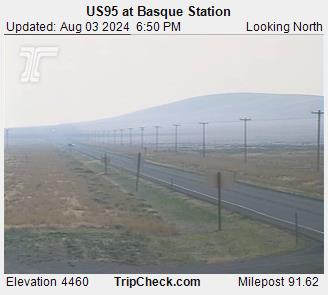 US95 at Basque Station
Updated: Aug 03 2024 6:50 PM Looking North
Elevation 4460 TripCheck.com Milepost 91.62